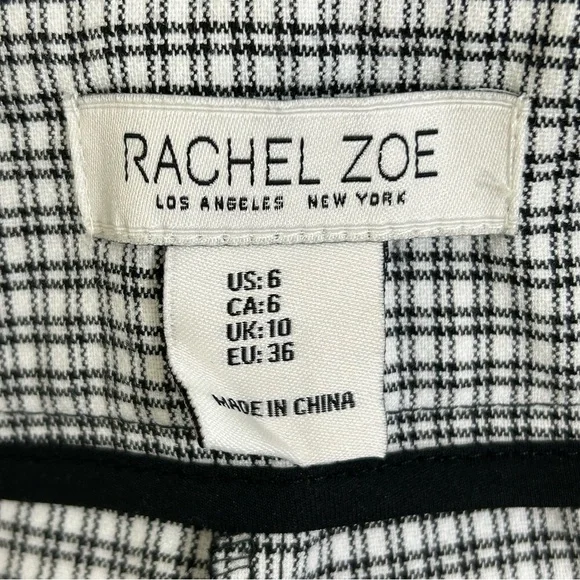 RACHEL ZOE
LOS ANGELES NEW YORK
US: 6
CA: 6
UK: 10
EU: 36
MADE IN CHINA